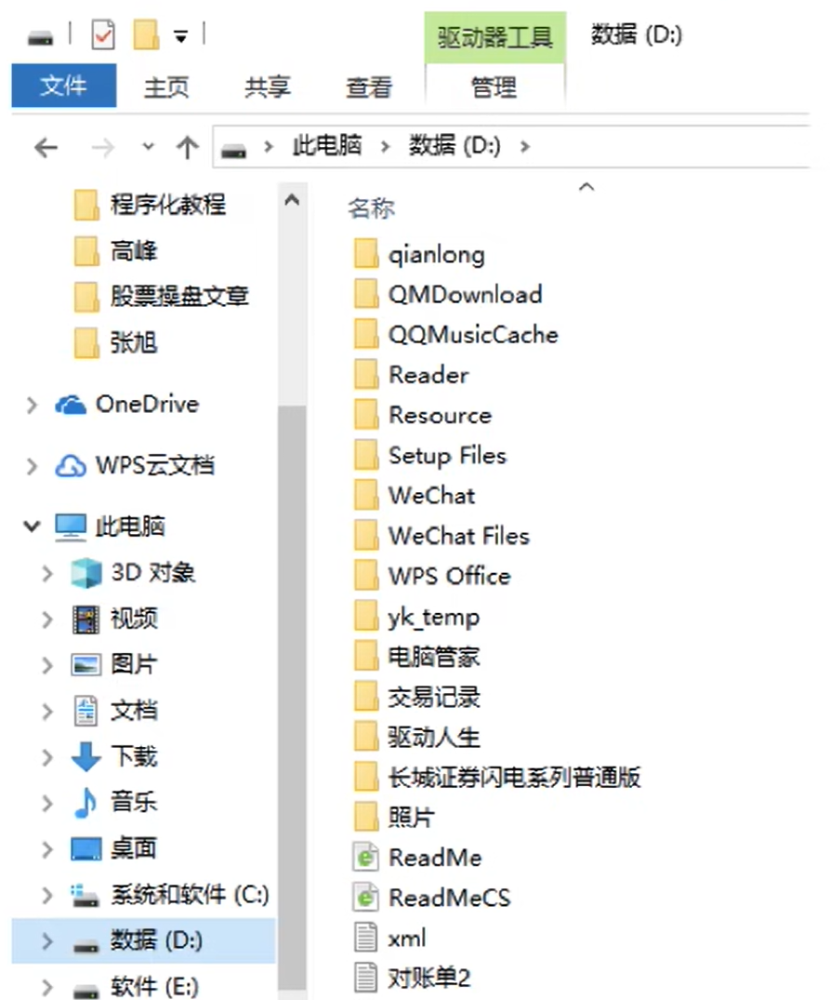 驱动器工具 数据 (D:)
文件 主页 共享 查看 管理
此电脑 数据 (D:)
程序化教程
高峰
股票操盘文章
张旭
OneDrive
WPS云文档
此电脑
3D 对象
视频
图片
文档
下载
音乐
桌面
系统和软件 (C:)
数据 (D:)
软件 (E:)
名称
qianlong
QMDownload
QQMusicCache
Reader
Resource
Setup Files
WeChat
WeChat Files
WPS Office
yk_temp
电脑管家
交易记录
驱动人生
长城证券闪电系列普通版
照片
ReadMe
ReadMeCS
xml
对账单2